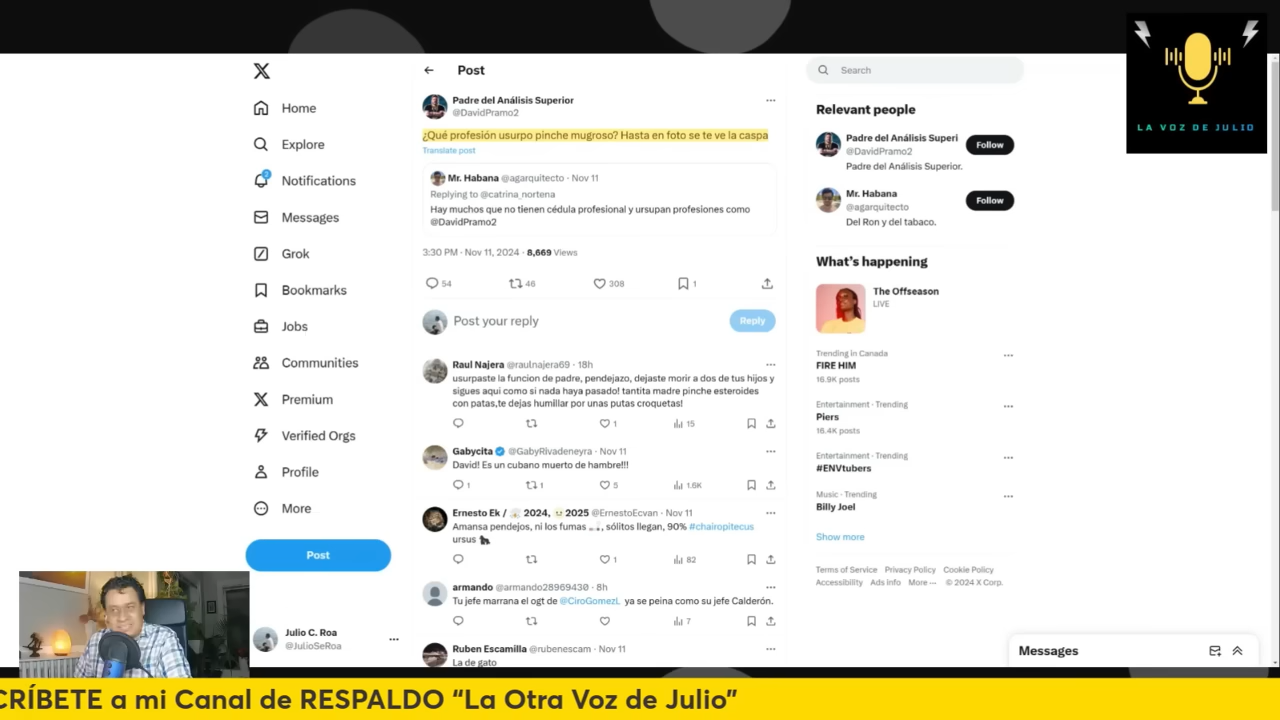 Home
Explore
Notifications
Messages
Grok
Bookmarks
Jobs
Communities
Premium
Verified Orgs
Profile
More
Post
Julio C. Roa
@JulioSeRoa
Post
Padre del Análisis Superior
@DavidPramo2
¿Qué profesión usurpo pinche mugroso? Hasta en foto se te ve la caspa
Translate post
Mr. Habana @agarquitecto · Nov 11
Replying to @catrina_nortena
Hay muchos que no tienen cédula profesional y ursupan profesiones como
@DavidPramo2
3:30 PM · Nov 11, 2024 · 8,669 Views
54 46 308 1
Post your reply
Reply
Raul Najera @raulnajera69 · 18h
usurpaste la funcion de padre, pendejazo, dejaste morir a dos de tus hijos y
sigues aqui como si nada haya pasado! tantita madre pinche esteroides
con patas,te dejas humillar por unas putas croquetas!
1 15
Gabycita @GabyRivadeneyra · Nov 11
David! Es un cubano muerto de hambre!!!
1 1 5 1.6K
Ernesto Ek / 2024, 2025 @ErnestoEcvan · Nov 11
Amansa pendejos, ni los fumas , sólitos llegan, 90% #chairopitecus
ursus
1 82
armando @armando28969430 · 8h
Tu jefe marrana el ogt de @CiroGomezL ya se peina como su jefe Calderón.
7
Ruben Escamilla @rubenescam · Nov 11
La de gato
Search
Relevant people
Padre del Análisis Superi
@DavidPramo2
Follow
Padre del Análisis Superior.
Mr. Habana
@agarquitecto
Follow
Del Ron y del tabaco.
What's happening
The Offseason
LIVE
Trending in Canada
FIRE HIM
16.9K posts
Entertainment · Trending
Piers
16.4K posts
Entertainment · Trending
#ENVtubers
Music · Trending
Billy Joel
Show more
Terms of Service Privacy Policy Cookie Policy
Accessibility Ads info More ··· © 2024 X Corp.
Messages
LA VOZ DE JULIO
CRÍBETE a mi Canal de RESPALDO “La Otra Voz de Julio”